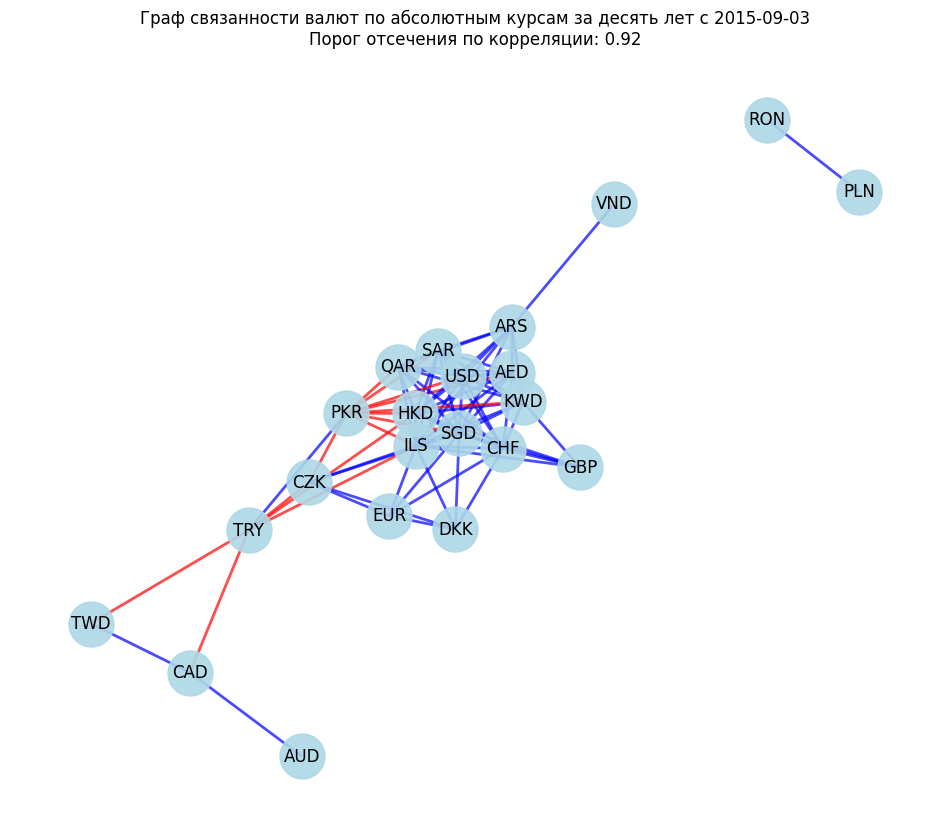 Граф связанности валют по абсолютным курсам за десять лет с 2015-09-03
Порог отсечения по корреляции: 0.92
RON
PLN
VND
ARS
SAR
QAR
USD
AED
KWD
PKR
HKD
SGD
ILS
CHF
GBP
CZK
EUR
DKK
TRY
TWD
CAD
AUD